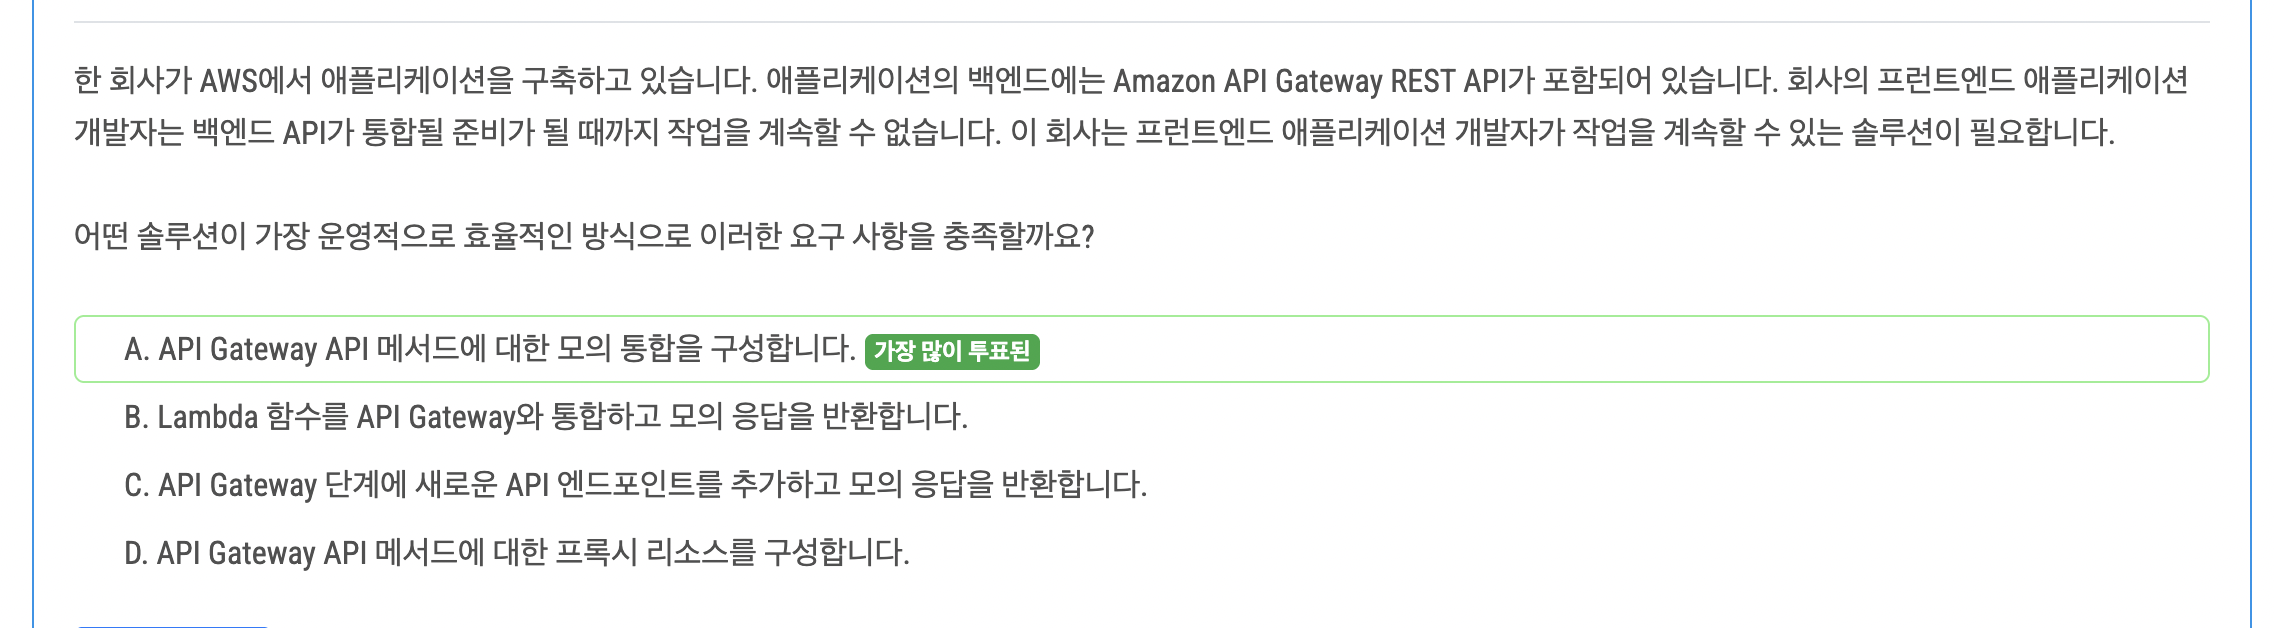 한 회사가 AWS에서 애플리케이션을 구축하고 있습니다. 애플리케이션의 백엔드에는 Amazon API Gateway REST API가 포함되어 있습니다. 회사의 프런트엔드 애플리케이션
개발자는 백엔드 API가 통합될 준비가 될 때까지 작업을 계속할 수 없습니다. 이 회사는 프런트엔드 애플리케이션 개발자가 작업을 계속할 수 있는 솔루션이 필요합니다.
어떤 솔루션이 가장 운영적으로 효율적인 방식으로 이러한 요구 사항을 충족할까요?
A. API Gateway API 메서드에 대한 모의 통합을 구성합니다. 가장 많이 투표된
B. Lambda 함수를 API Gateway와 통합하고 모의 응답을 반환합니다.
C. API Gateway 단계에 새로운 API 엔드포인트를 추가하고 모의 응답을 반환합니다.
D. API Gateway API 메서드에 대한 프록시 리소스를 구성합니다.